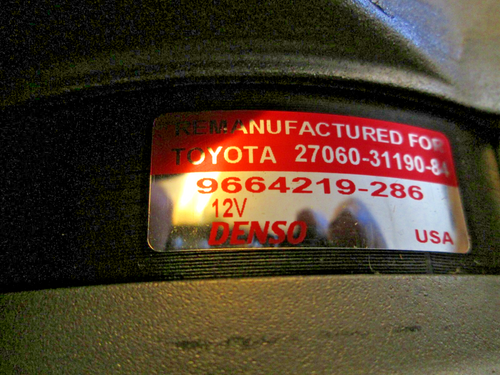 REMANUFACTURED FOR
TOYOTA 27060-31190-84
9664219-286
12V
DENSO USA